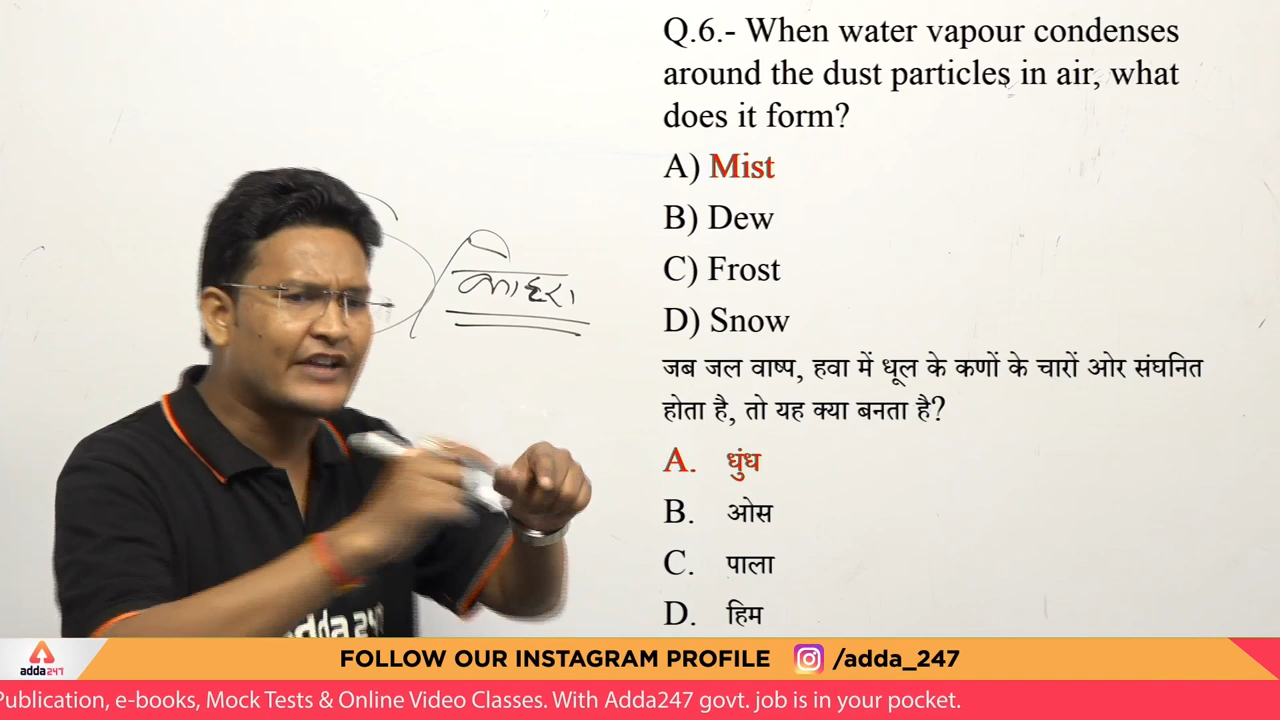 Q.6.- When water vapour condenses
around the dust particles in air, what
does it form?
A) Mist
B) Dew
C) Frost
D) Snow
जब जल वाष्प, हवा में धूल के कणों के चारों ओर संघनित
होता है, तो यह क्या बनता है?
A. धुंध
B. ओस
C. पाला
D. हिम
कोहरा
adda 247
adda247
FOLLOW OUR INSTAGRAM PROFILE /adda_247
Publication, e-books, Mock Tests & Online Video Classes. With Adda247 govt. job is in your pocket.